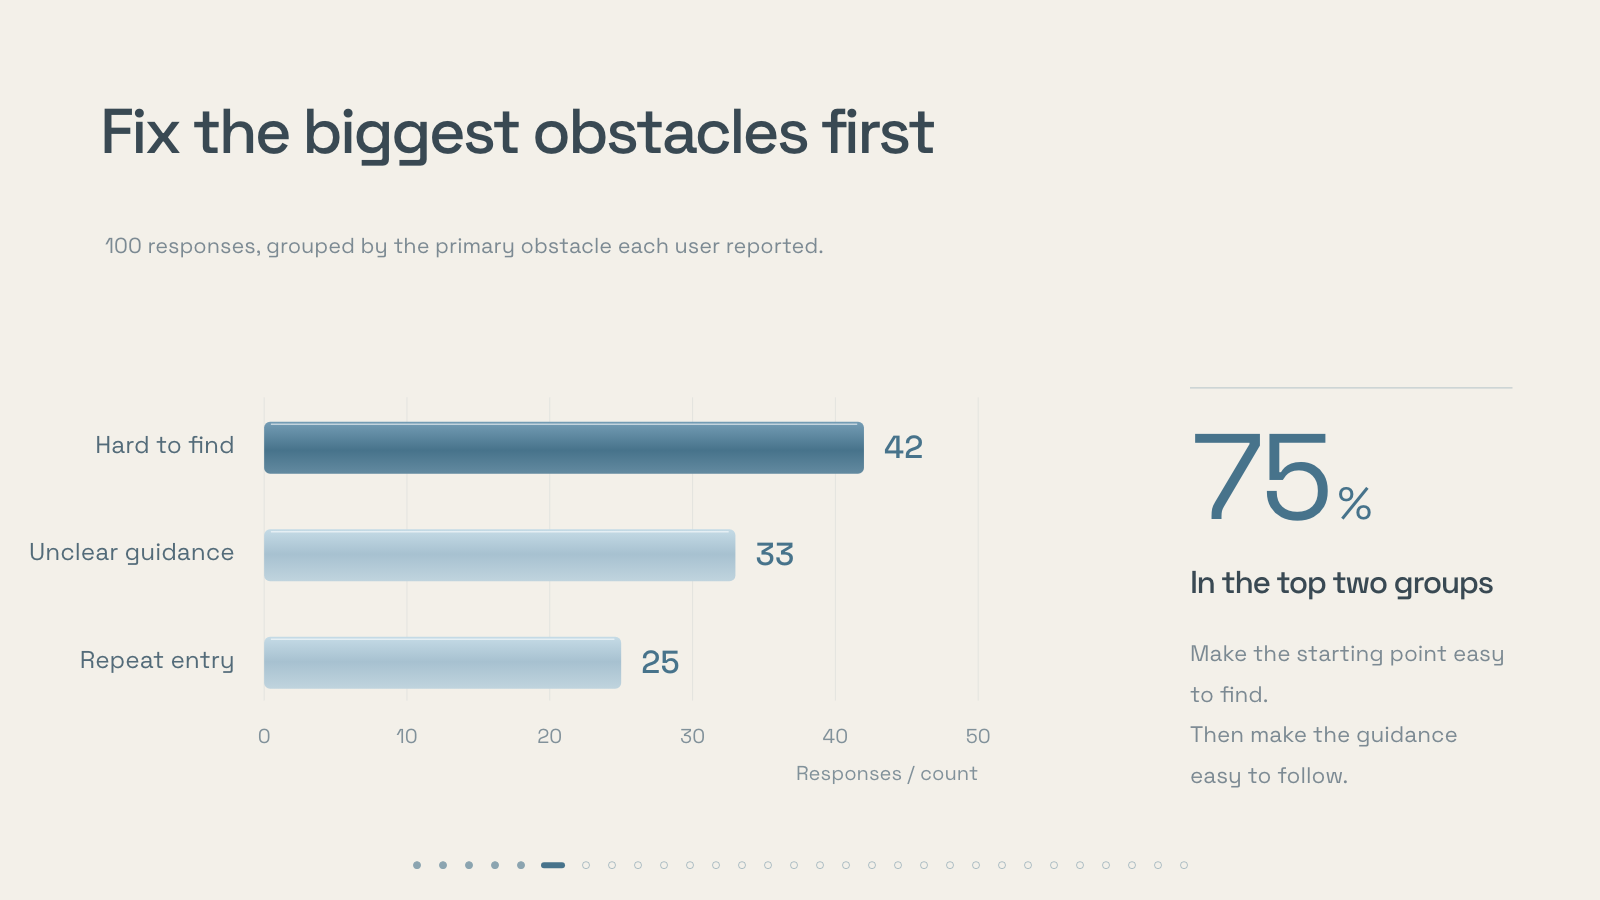 Fix the biggest obstacles first
100 responses, grouped by the primary obstacle each user reported.
Hard to find
42
Unclear guidance
33
Repeat entry
25
0 10 20 30 40 50
Responses / count
75%
In the top two groups
Make the starting point easy
to find.
Then make the guidance
easy to follow.